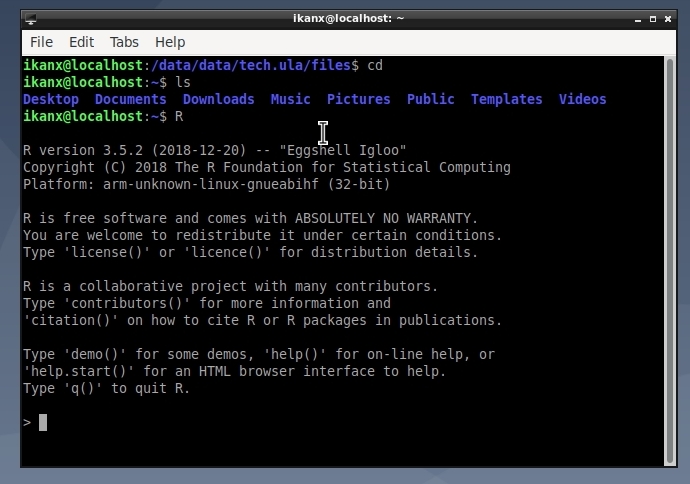 ikanx@localhost: ~
File Edit Tabs Help
ikanx@localhost:/data/data/tech.ula/files$ cd
ikanx@localhost:~$ ls
Desktop Documents Downloads Music Pictures Public Templates Videos
ikanx@localhost:~$ R
R version 3.5.2 (2018-12-20) -- "Eggshell Igloo"
Copyright (C) 2018 The R Foundation for Statistical Computing
Platform: arm-unknown-linux-gnueabihf (32-bit)
R is free software and comes with ABSOLUTELY NO WARRANTY.
You are welcome to redistribute it under certain conditions.
Type 'license()' or 'licence()' for distribution details.
R is a collaborative project with many contributors.
Type 'contributors()' for more information and
'citation()' on how to cite R or R packages in publications.
Type 'demo()' for some demos, 'help()' for on-line help, or
'help.start()' for an HTML browser interface to help.
Type 'q()' to quit R.
>